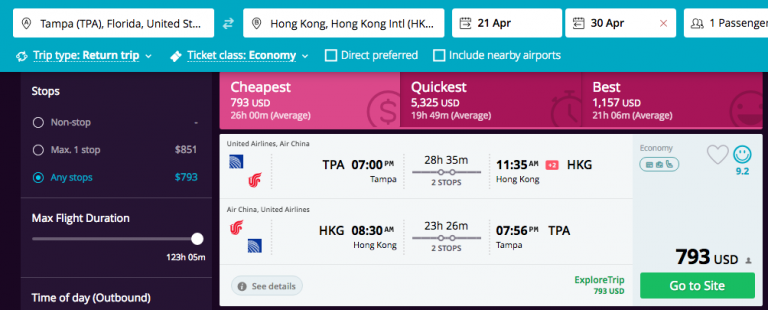 Tampa (TPA), Florida, United St...
Hong Kong, Hong Kong Intl (HK...
21 Apr
30 Apr
1 Passenger
Trip type: Return trip
Ticket class: Economy
Direct preferred
Include nearby airports
Stops
Non-stop -
Max. 1 stop $851
Any stops $793
Max Flight Duration
123h 05m
Time of day (Outbound)
Cheapest
793 USD
26h 00m (Average)
Quickest
5,325 USD
19h 49m (Average)
Best
1,157 USD
21h 06m (Average)
United Airlines, Air China
TPA 07:00 PM
Tampa
28h 35m
2 STOPS
11:35 AM +2 HKG
Hong Kong
Air China, United Airlines
HKG 08:30 AM
Hong Kong
23h 26m
2 STOPS
07:56 PM TPA
Tampa
See details
ExploreTrip
793 USD
Economy
9.2
793 USD
Go to Site